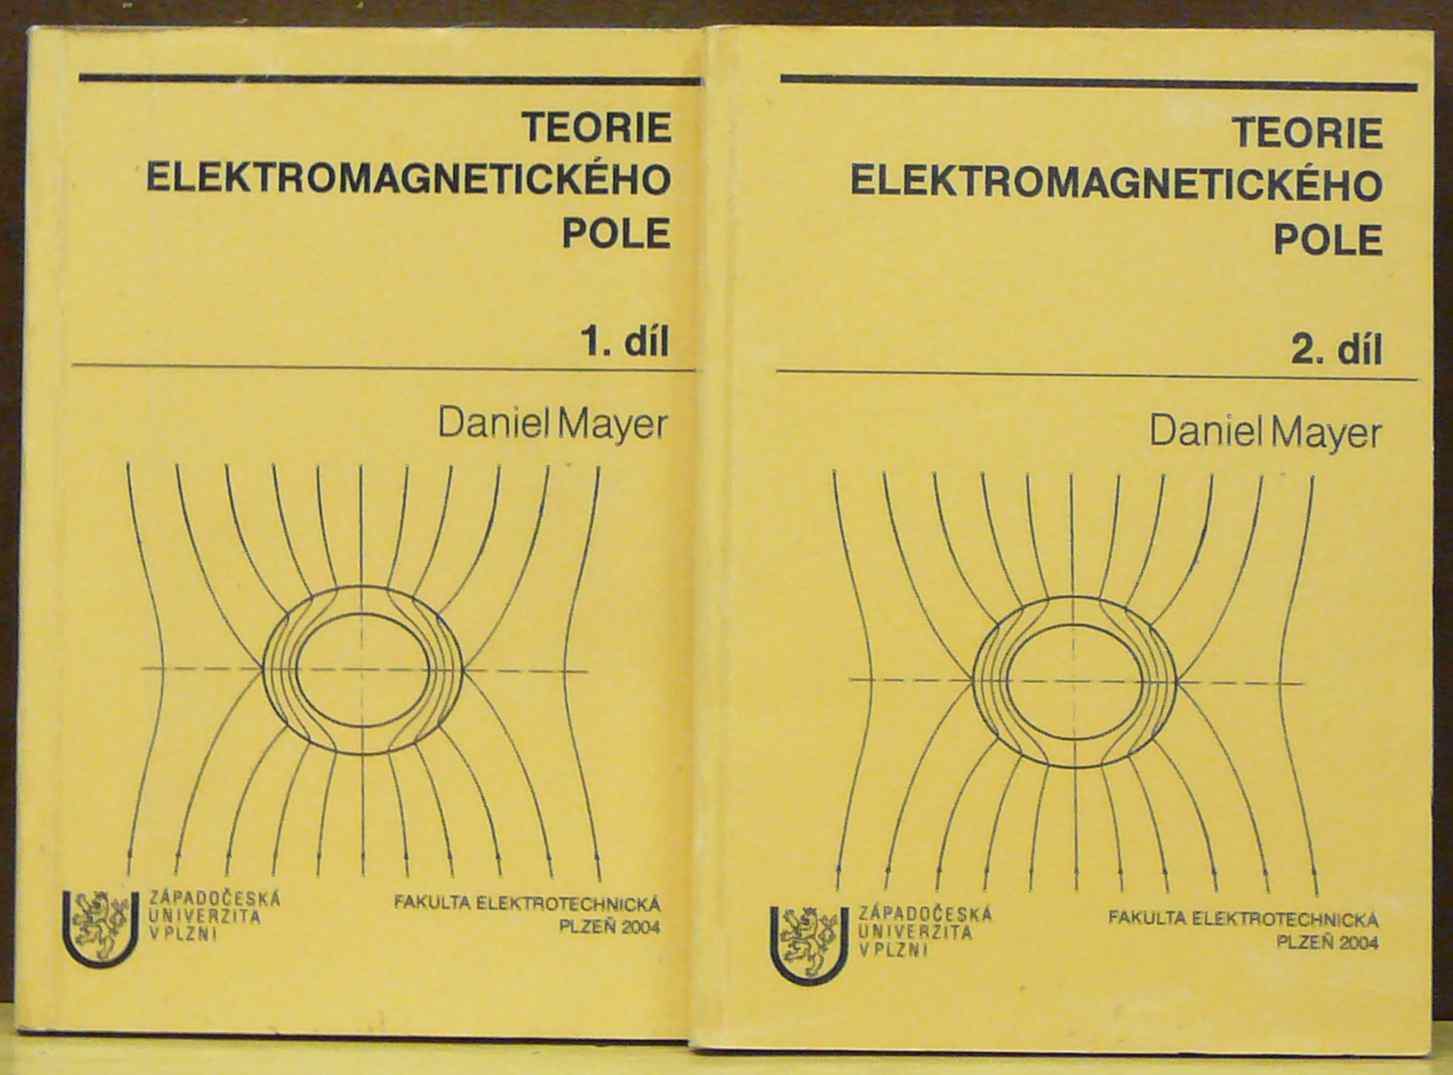 TEORIE
ELEKTROMAGNETICKÉHO
POLE
1. díl
Daniel Mayer
ZÁPADOČESKÁ
UNIVERZITA
V PLZNI
FAKULTA ELEKTROTECHNICKÁ
PLZEŇ 2004
TEORIE
ELEKTROMAGNETICKÉHO
POLE
2. díl
Daniel Mayer
ZÁPADOČESKÁ
UNIVERZITA
V PLZNI
FAKULTA ELEKTROTECHNICKÁ
PLZEŇ 2004